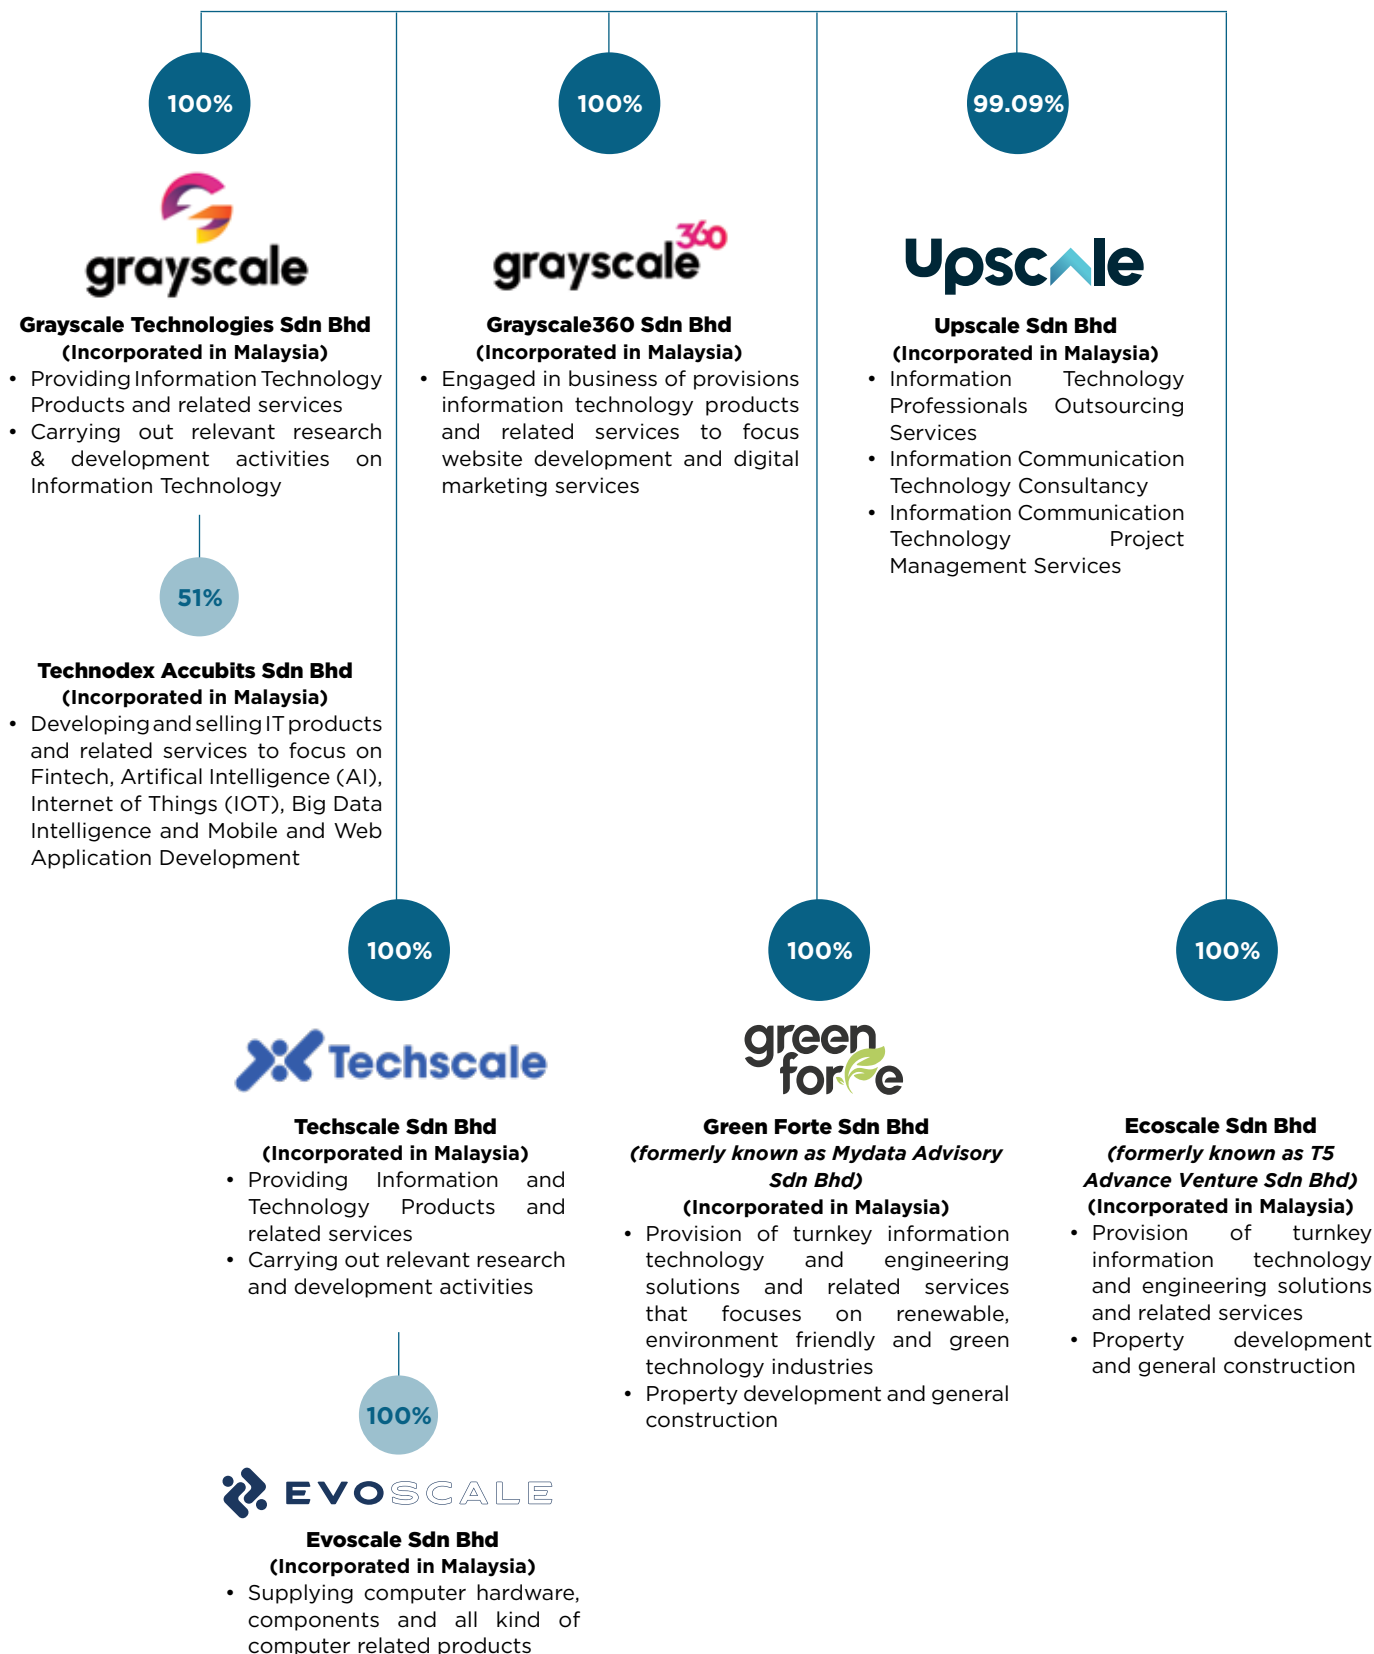 100%
grayscale
Grayscale Technologies Sdn Bhd
(Incorporated in Malaysia)
• Providing Information Technology
Products and related services
• Carrying out relevant research
& development activities on
Information Technology
51%
Technodex Accubits Sdn Bhd
(Incorporated in Malaysia)
• Developing and selling IT products
and related services to focus on
Fintech, Artifical Intelligence (AI),
Internet of Things (IOT), Big Data
Intelligence and Mobile and Web
Application Development
100%
grayscale360
Grayscale360 Sdn Bhd
(Incorporated in Malaysia)
• Engaged in business of provisions
information technology products
and related services to focus
website development and digital
marketing services
99.09%
Upscale
Upscale Sdn Bhd
(Incorporated in Malaysia)
• Information Technology
Professionals Outsourcing
Services
• Information Communication
Technology Consultancy
• Information Communication
Technology Project
Management Services
100%
Techscale
Techscale Sdn Bhd
(Incorporated in Malaysia)
• Providing Information and
Technology Products and
related services
• Carrying out relevant research
and development activities
100%
EVOSCALE
Evoscale Sdn Bhd
(Incorporated in Malaysia)
• Supplying computer hardware,
components and all kind of
computer related products
100%
green
forte
Green Forte Sdn Bhd
(formerly known as Mydata Advisory
Sdn Bhd)
(Incorporated in Malaysia)
• Provision of turnkey information
technology and engineering
solutions and related services
that focuses on renewable,
environment friendly and green
technology industries
• Property development and general
construction
100%
Ecoscale Sdn Bhd
(formerly known as T5
Advance Venture Sdn Bhd)
(Incorporated in Malaysia)
• Provision of turnkey
information technology
and engineering solutions
and related services
• Property development
and general construction